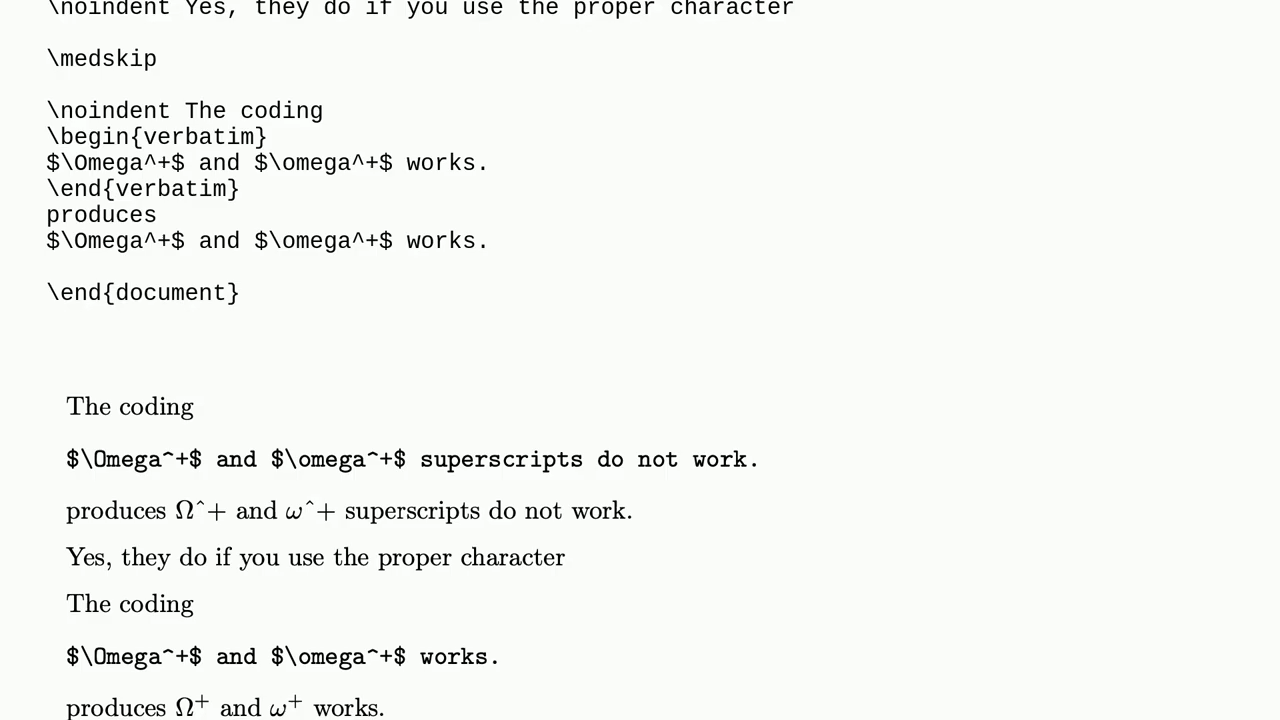 \noindent Yes, they do if you use the proper character
\medskip
\noindent The coding
\begin{verbatim}
$\Omega^+$ and $\omega^+$ works.
\end{verbatim}
produces
$\Omega^+$ and $\omega^+$ works.
\end{document}
The coding
$\Omega^+$ and $\omega^+$ superscripts do not work.
produces Ωˆ+ and ωˆ+ superscripts do not work.
Yes, they do if you use the proper character
The coding
$\Omega^+$ and $\omega^+$ works.
produces Ω⁺ and ω⁺ works.